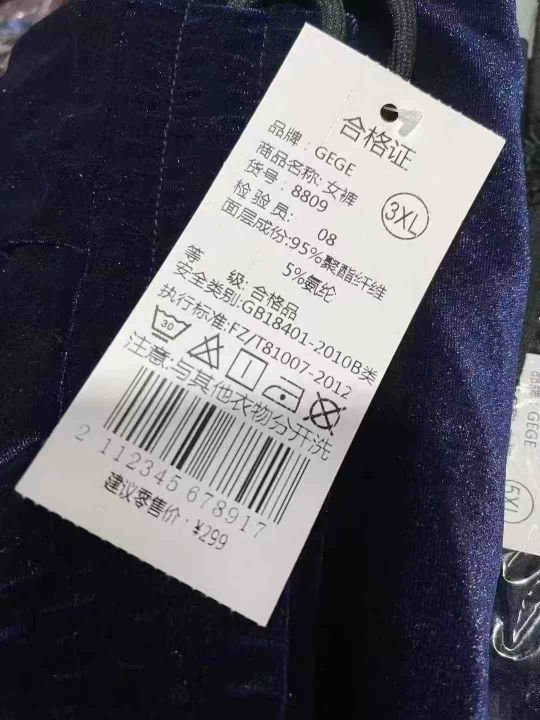 合格证
品牌: GEGE
商品名称: 女裤
货号: 8809
3XL
检验员: 08
面层成份:95%聚酯纤维
5%氨纶
等 级: 合格品
安全类别:GB18401-2010B类
执行标准:FZ/T81007-2012
30
注意:与其他衣物分开洗
2 112345 678917
建议零售价: ¥299
品牌: GEGE
5XL